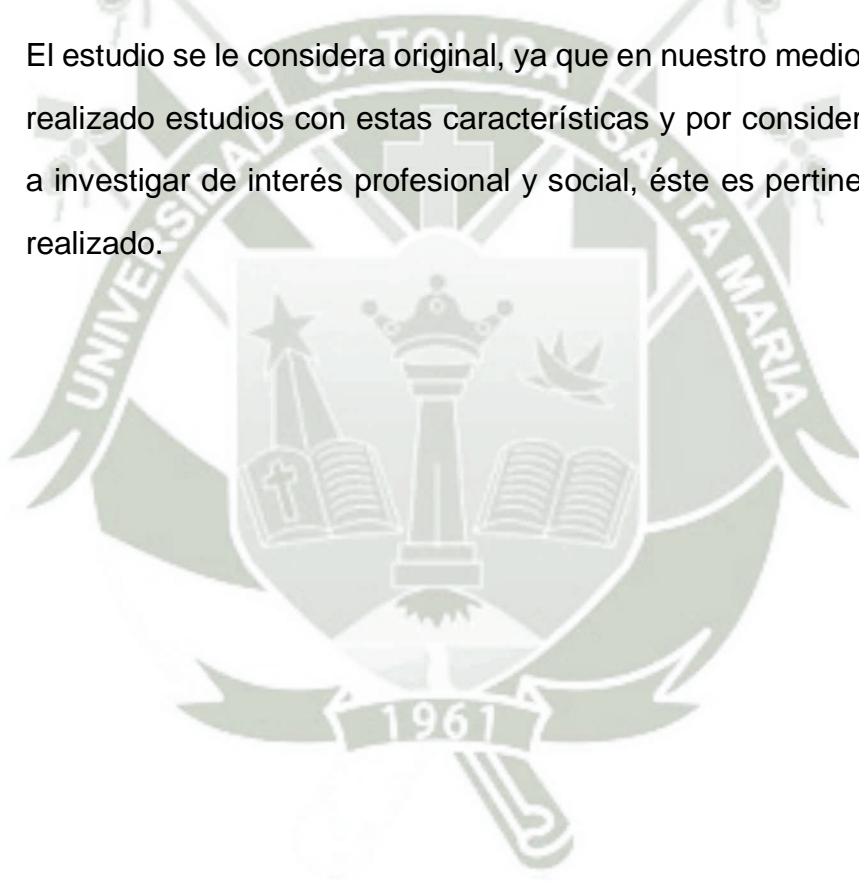 El estudio se le considera original, ya que en nuestro medio
realizado estudios con estas características y por consider
a investigar de interés profesional y social, éste es pertine
realizado.
UNIVERSIDAD CATOLICA SANTA MARIA
1961